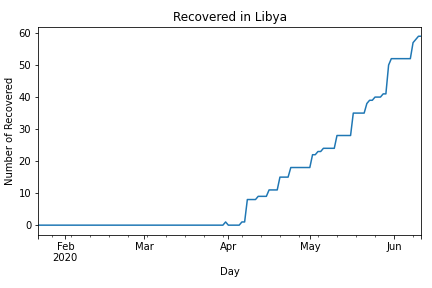 Recovered in Libya
Number of Recovered
60
50
40
30
20
10
0
Feb
2020
Mar
Apr
May
Jun
Day